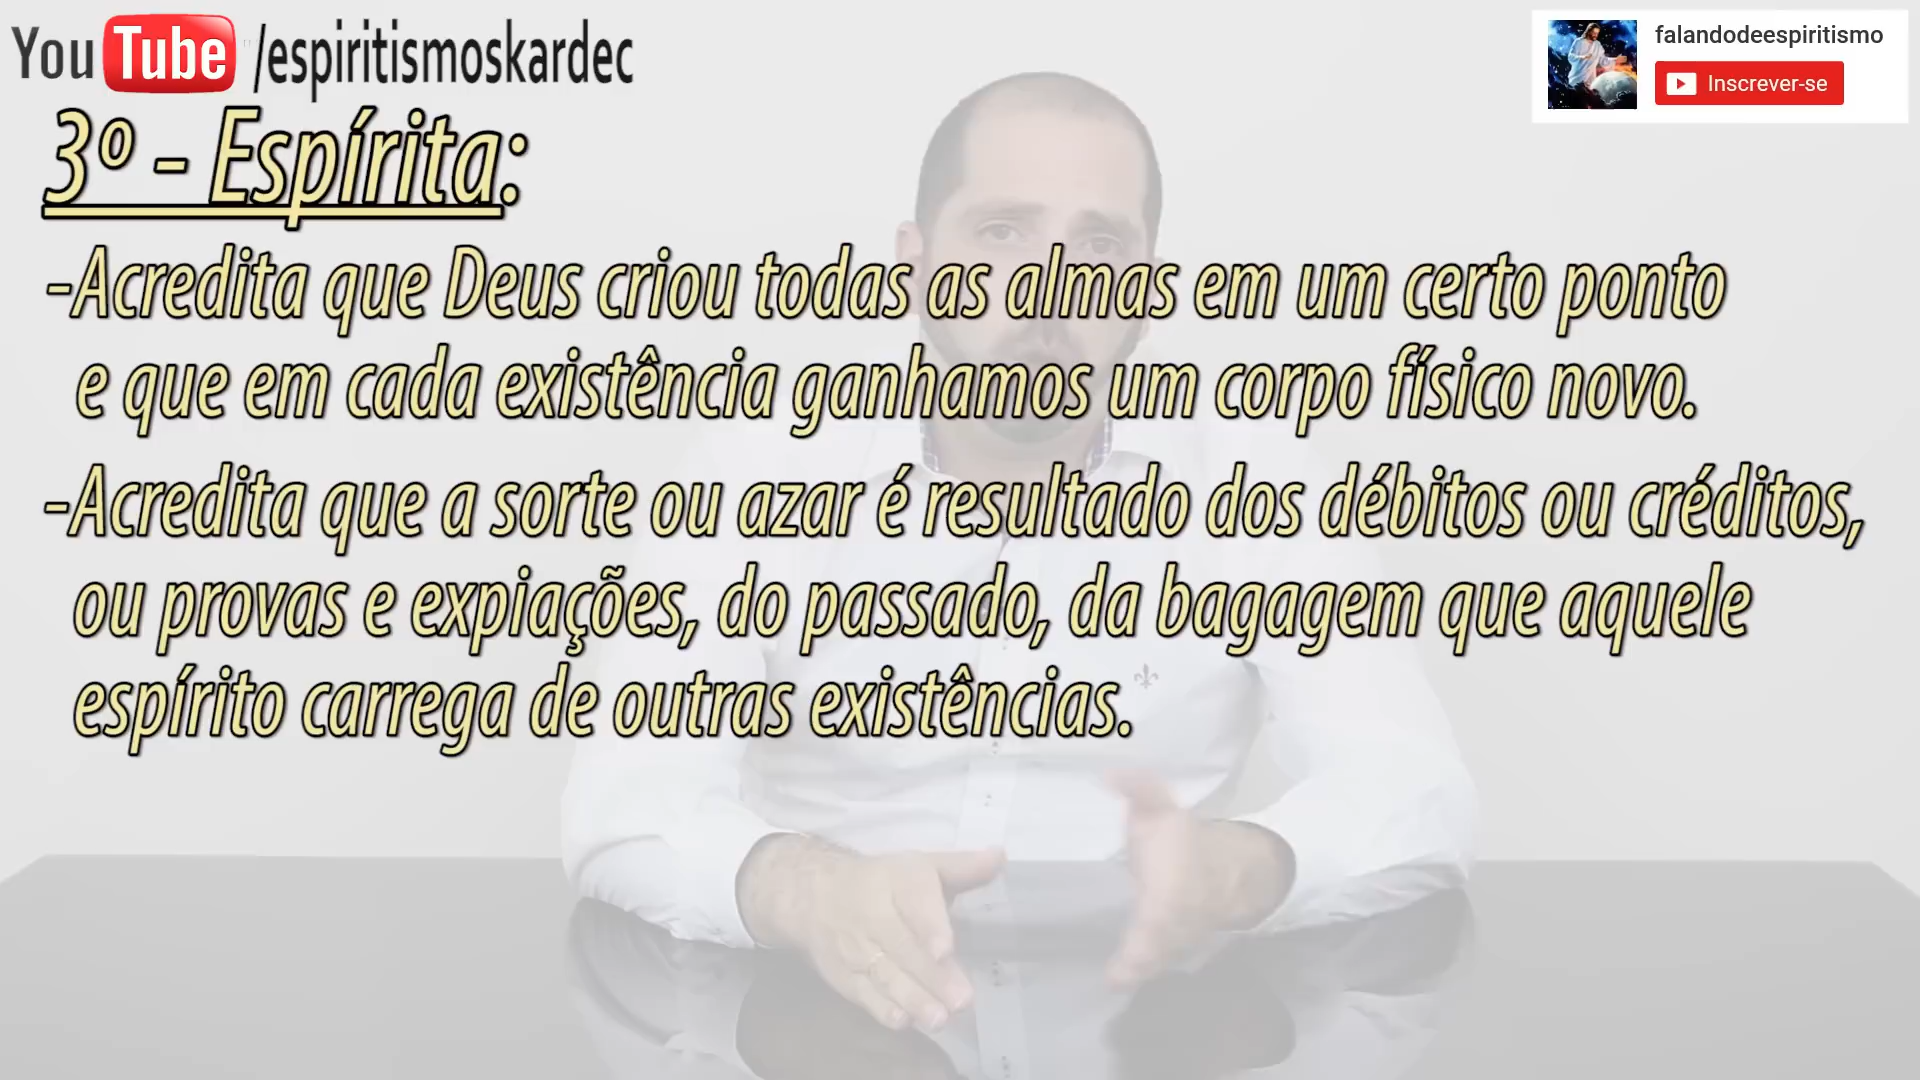 YouTube /espiritismoskardec
falandodeespiritismo
Inscrever-se
3º - Espírita:
-Acredita que Deus criou todas as almas em um certo ponto
e que em cada existência ganhamos um corpo físico novo.
-Acredita que a sorte ou azar é resultado dos débitos ou créditos,
ou provas e expiações, do passado, da bagagem que aquele
espírito carrega de outras existências.